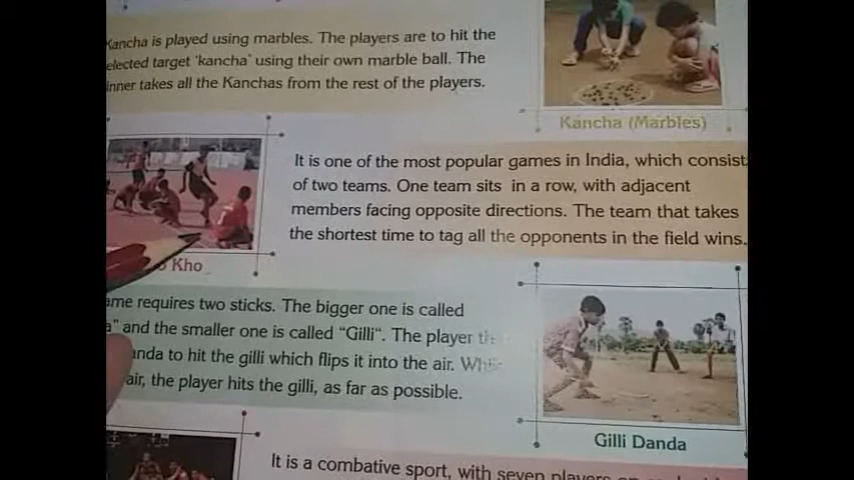 Kancha is played using marbles. The players are to hit the
elected target 'kancha' using their own marble ball. The
inner takes all the Kanchas from the rest of the players.
Kancha (Marbles)
It is one of the most popular games in India, which consist
of two teams. One team sits in a row, with adjacent
members facing opposite directions. The team that takes
the shortest time to tag all the opponents in the field wins.
Kho
ame requires two sticks. The bigger one is called
a" and the smaller one is called "Gilli". The player
anda to hit the gilli which flips it into the air.
air, the player hits the gilli, as far as possible.
Gilli Danda
It is a combative sport, with seven players